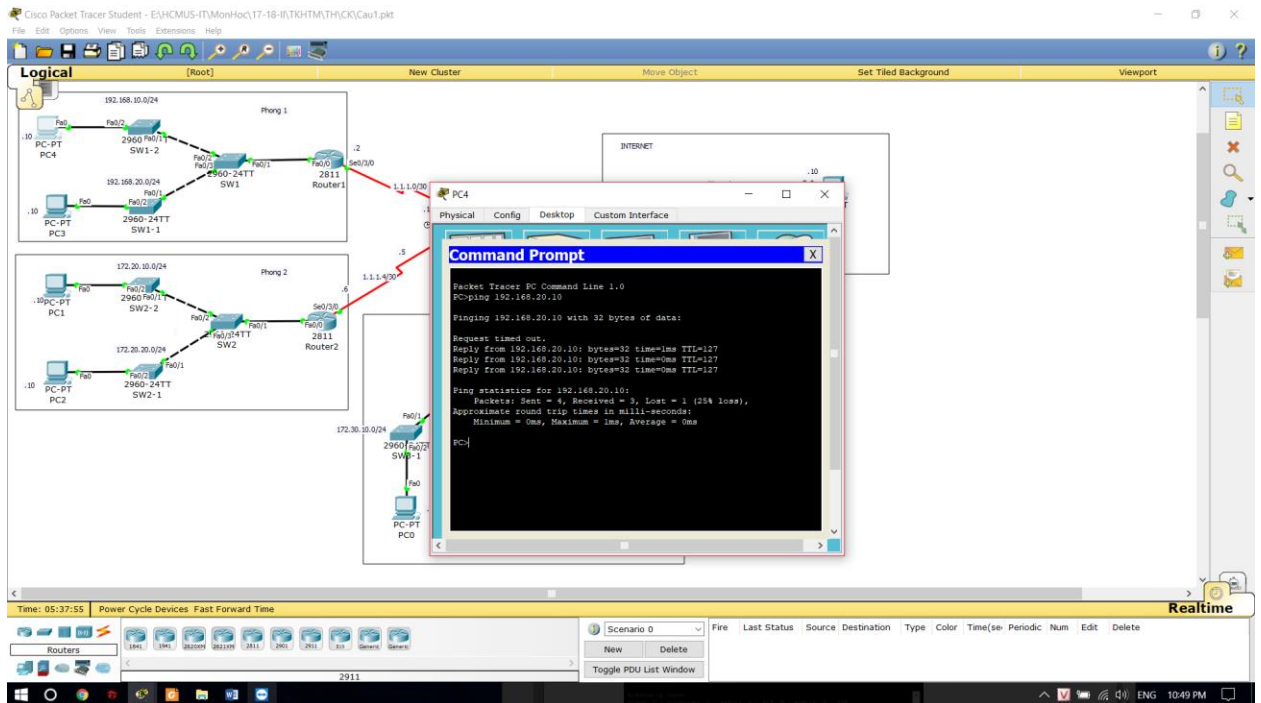 Cisco Packet Tracer Student - E:\HCMUS-IT\MonHoc\17-18-II\TKHTM\TH\CK\Cau1.pkt
File Edit Options View Tools Extensions Help
Logical [Root] New Cluster Move Object Set Tiled Background Viewport
192.168.10.0/24
Phong 1
Fa0 Fa0/2
.10
PC-PT
PC4
2960 Fa0/1
SW1-2
Fa0/2
Fa0/3
Fa0/1
2960-24TT
SW1
Fa0/0
2811
Router1
.2
Se0/3/0
1.1.1.0/30
192.168.20.0/24
Fa0/1
Fa0 Fa0/2
.10
PC-PT
PC3
2960-24TT
SW1-1
172.20.10.0/24
Phong 2
Fa0 Fa0/2
.10
PC-PT
PC1
2960 Fa0/1
SW2-2
Fa0/2
Fa0/1
SW2
.5
1.1.1.4/30
.6
Se0/3/0
Fa0/0
2811
Router2
172.20.20.0/24
Fa0/1
Fa0 Fa0/2
.10
PC-PT
PC2
2960-24TT
SW2-1
INTERNET
.10
Fa0/1
172.30.10.0/24
Fa0
PC-PT
PC0
PC4
Physical Config Desktop Custom Interface
Command Prompt X
Packet Tracer PC Command Line 1.0
PC>ping 192.168.20.10
Pinging 192.168.20.10 with 32 bytes of data:
Request timed out.
Reply from 192.168.20.10: bytes=32 time=1ms TTL=127
Reply from 192.168.20.10: bytes=32 time=0ms TTL=127
Reply from 192.168.20.10: bytes=32 time=0ms TTL=127
Ping statistics for 192.168.20.10:
Packets: Sent = 4, Received = 3, Lost = 1 (25% loss),
Approximate round trip times in milli-seconds:
Minimum = 0ms, Maximum = 1ms, Average = 0ms
PC>
Time: 05:37:55 Power Cycle Devices Fast Forward Time Realtime
Routers
1841 1941 2620XM 2621XM 2811 2901 2911 819 Generic Generic
2911
Scenario 0
New Delete
Toggle PDU List Window
Fire Last Status Source Destination Type Color Time(se Periodic Num Edit Delete
ENG 10:49 PM